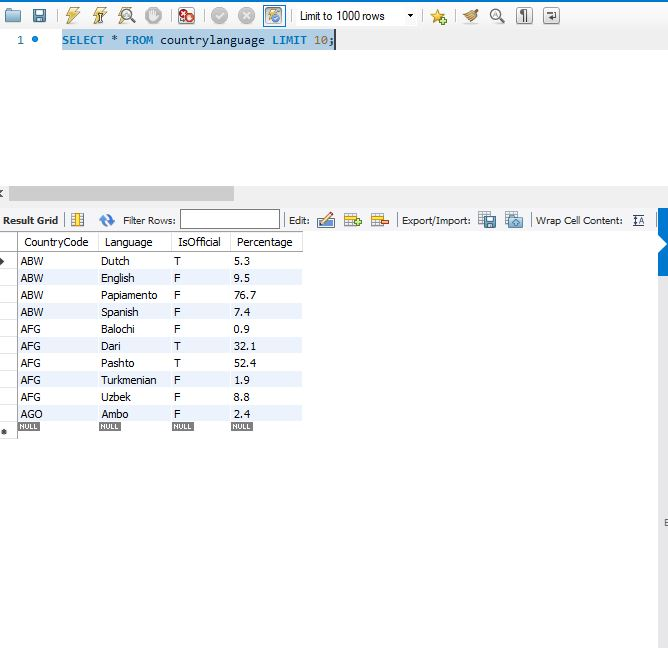 Limit to 1000 rows
1 SELECT * FROM countrylanguage LIMIT 10;
Result Grid Filter Rows: Edit: Export/Import: Wrap Cell Content:
CountryCode Language IsOfficial Percentage
ABW Dutch T 5.3
ABW English F 9.5
ABW Papiamento F 76.7
ABW Spanish F 7.4
AFG Balochi F 0.9
AFG Dari T 32.1
AFG Pashto T 52.4
AFG Turkmenian F 1.9
AFG Uzbek F 8.8
AGO Ambo F 2.4
NULL NULL NULL NULL